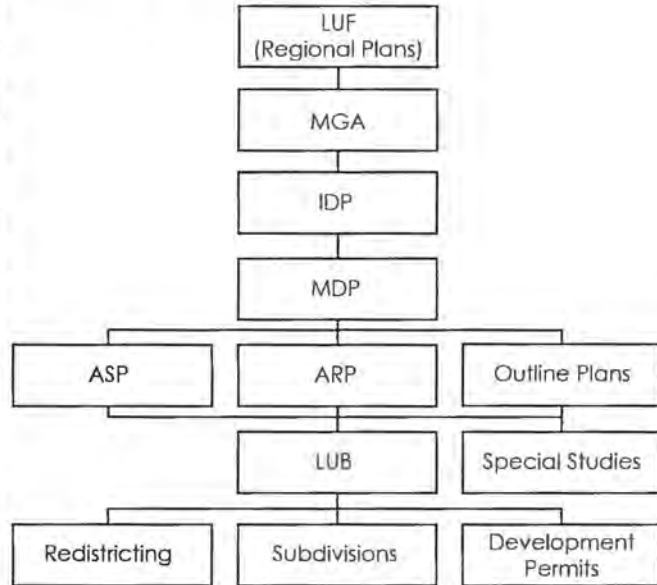 LUF
(Regional Plans)
MGA
IDP
MDP
ASP
ARP
Outline Plans
LUB
Special Studies
Redistricting
Subdivisions
Development
Permits